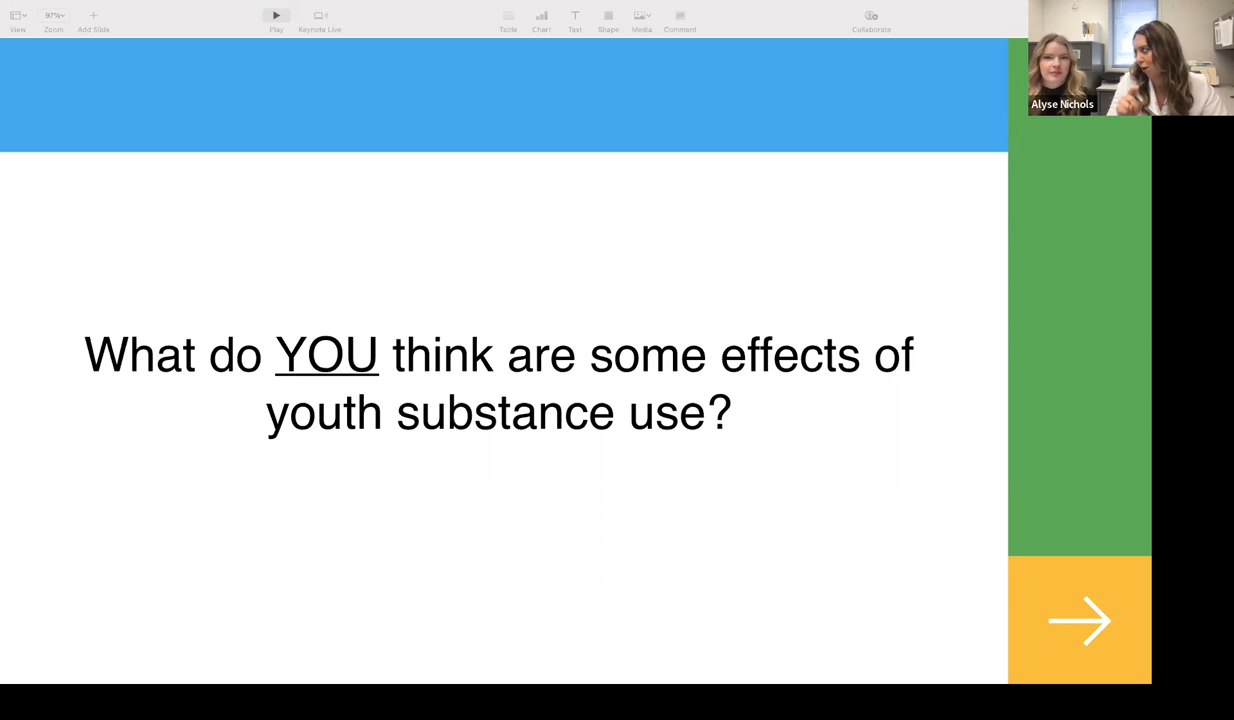 97%
View
Zoom
Add Slide
Play
Keynote Live
Table
Chart
Text
Shape
Media
Comment
Collaborate
Alyse Nichols
What do YOU think are some effects of
youth substance use?